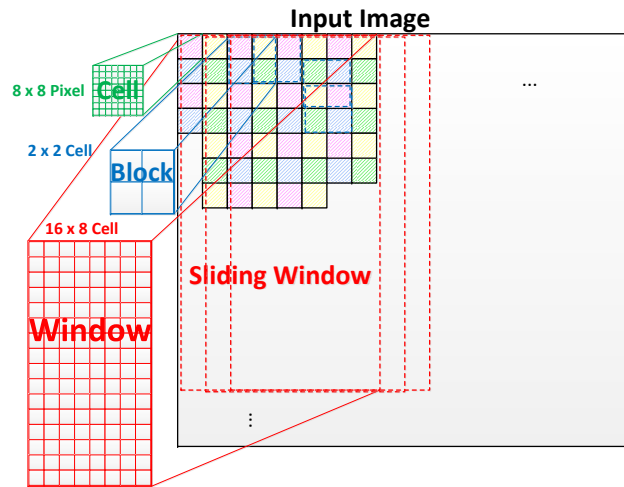 Input Image
8 x 8 Pixel
Cell
...
2 x 2 Cell
Block
16 x 8 Cell
Sliding Window
Window
...